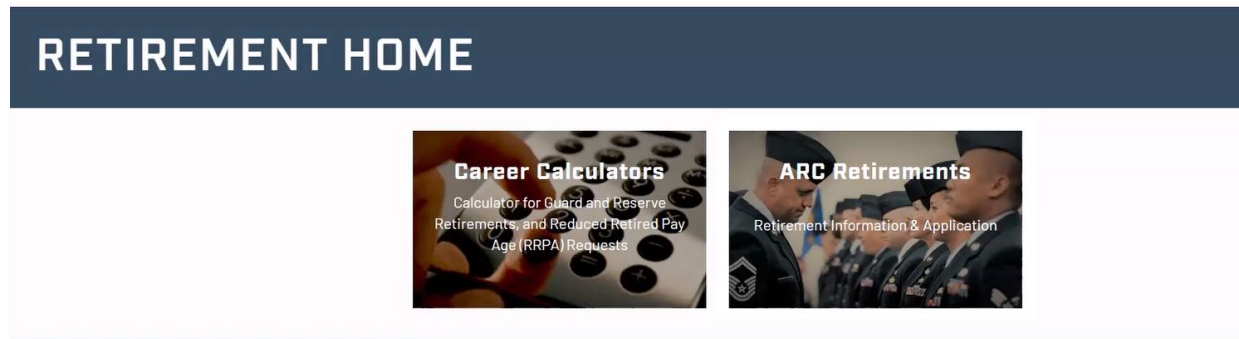 RETIREMENT HOME
Career Calculators
Calculator for Guard and Reserve
Retirements, and Reduced Retired Pay
Age (RRPA) Requests
ARC Retirements
Retirement Information & Application